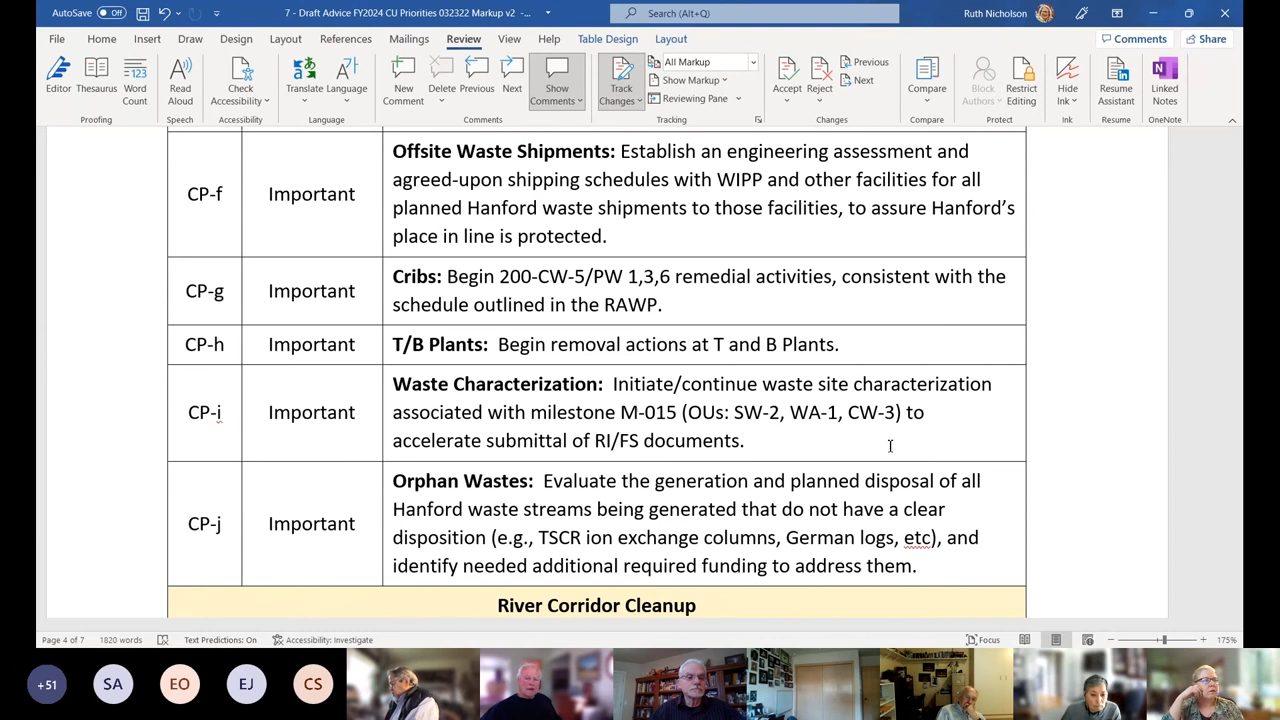 AutoSave Off 7 - Draft Advice FY2024 CU Priorities 032322 Markup v2 - ... Search (Alt+Q) Ruth Nicholson
File Home Insert Draw Design Layout References Mailings Review View Help Table Design Layout Comments Share
Editor Thesaurus Word Count Read Aloud Check Accessibility Translate Language New Comment Delete Previous Next Show Comments Track Changes All Markup Show Markup Reviewing Pane Accept Reject Previous Next Compare Block Authors Restrict Editing Hide Ink Resume Assistant Linked Notes
Proofing Speech Accessibility Language Comments Tracking Changes Compare Protect Ink Resume OneNote
Offsite Waste Shipments: Establish an engineering assessment and
agreed-upon shipping schedules with WIPP and other facilities for all
CP-f Important
planned Hanford waste shipments to those facilities, to assure Hanford's
place in line is protected.
Cribs: Begin 200-CW-5/PW 1,3,6 remedial activities, consistent with the
CP-g Important
schedule outlined in the RAWP.
CP-h Important T/B Plants: Begin removal actions at T and B Plants.
Waste Characterization: Initiate/continue waste site characterization
CP-i Important associated with milestone M-015 (OUs: SW-2, WA-1, CW-3) to
accelerate submittal of RI/FS documents.
Orphan Wastes: Evaluate the generation and planned disposal of all
Hanford waste streams being generated that do not have a clear
CP-j Important
disposition (e.g., TSCR ion exchange columns, German logs, etc), and
identify needed additional required funding to address them.
River Corridor Cleanup
Page 4 of 7 1820 words Text Predictions: On Accessibility: Investigate Focus 175%
+51 SA EO EJ CS